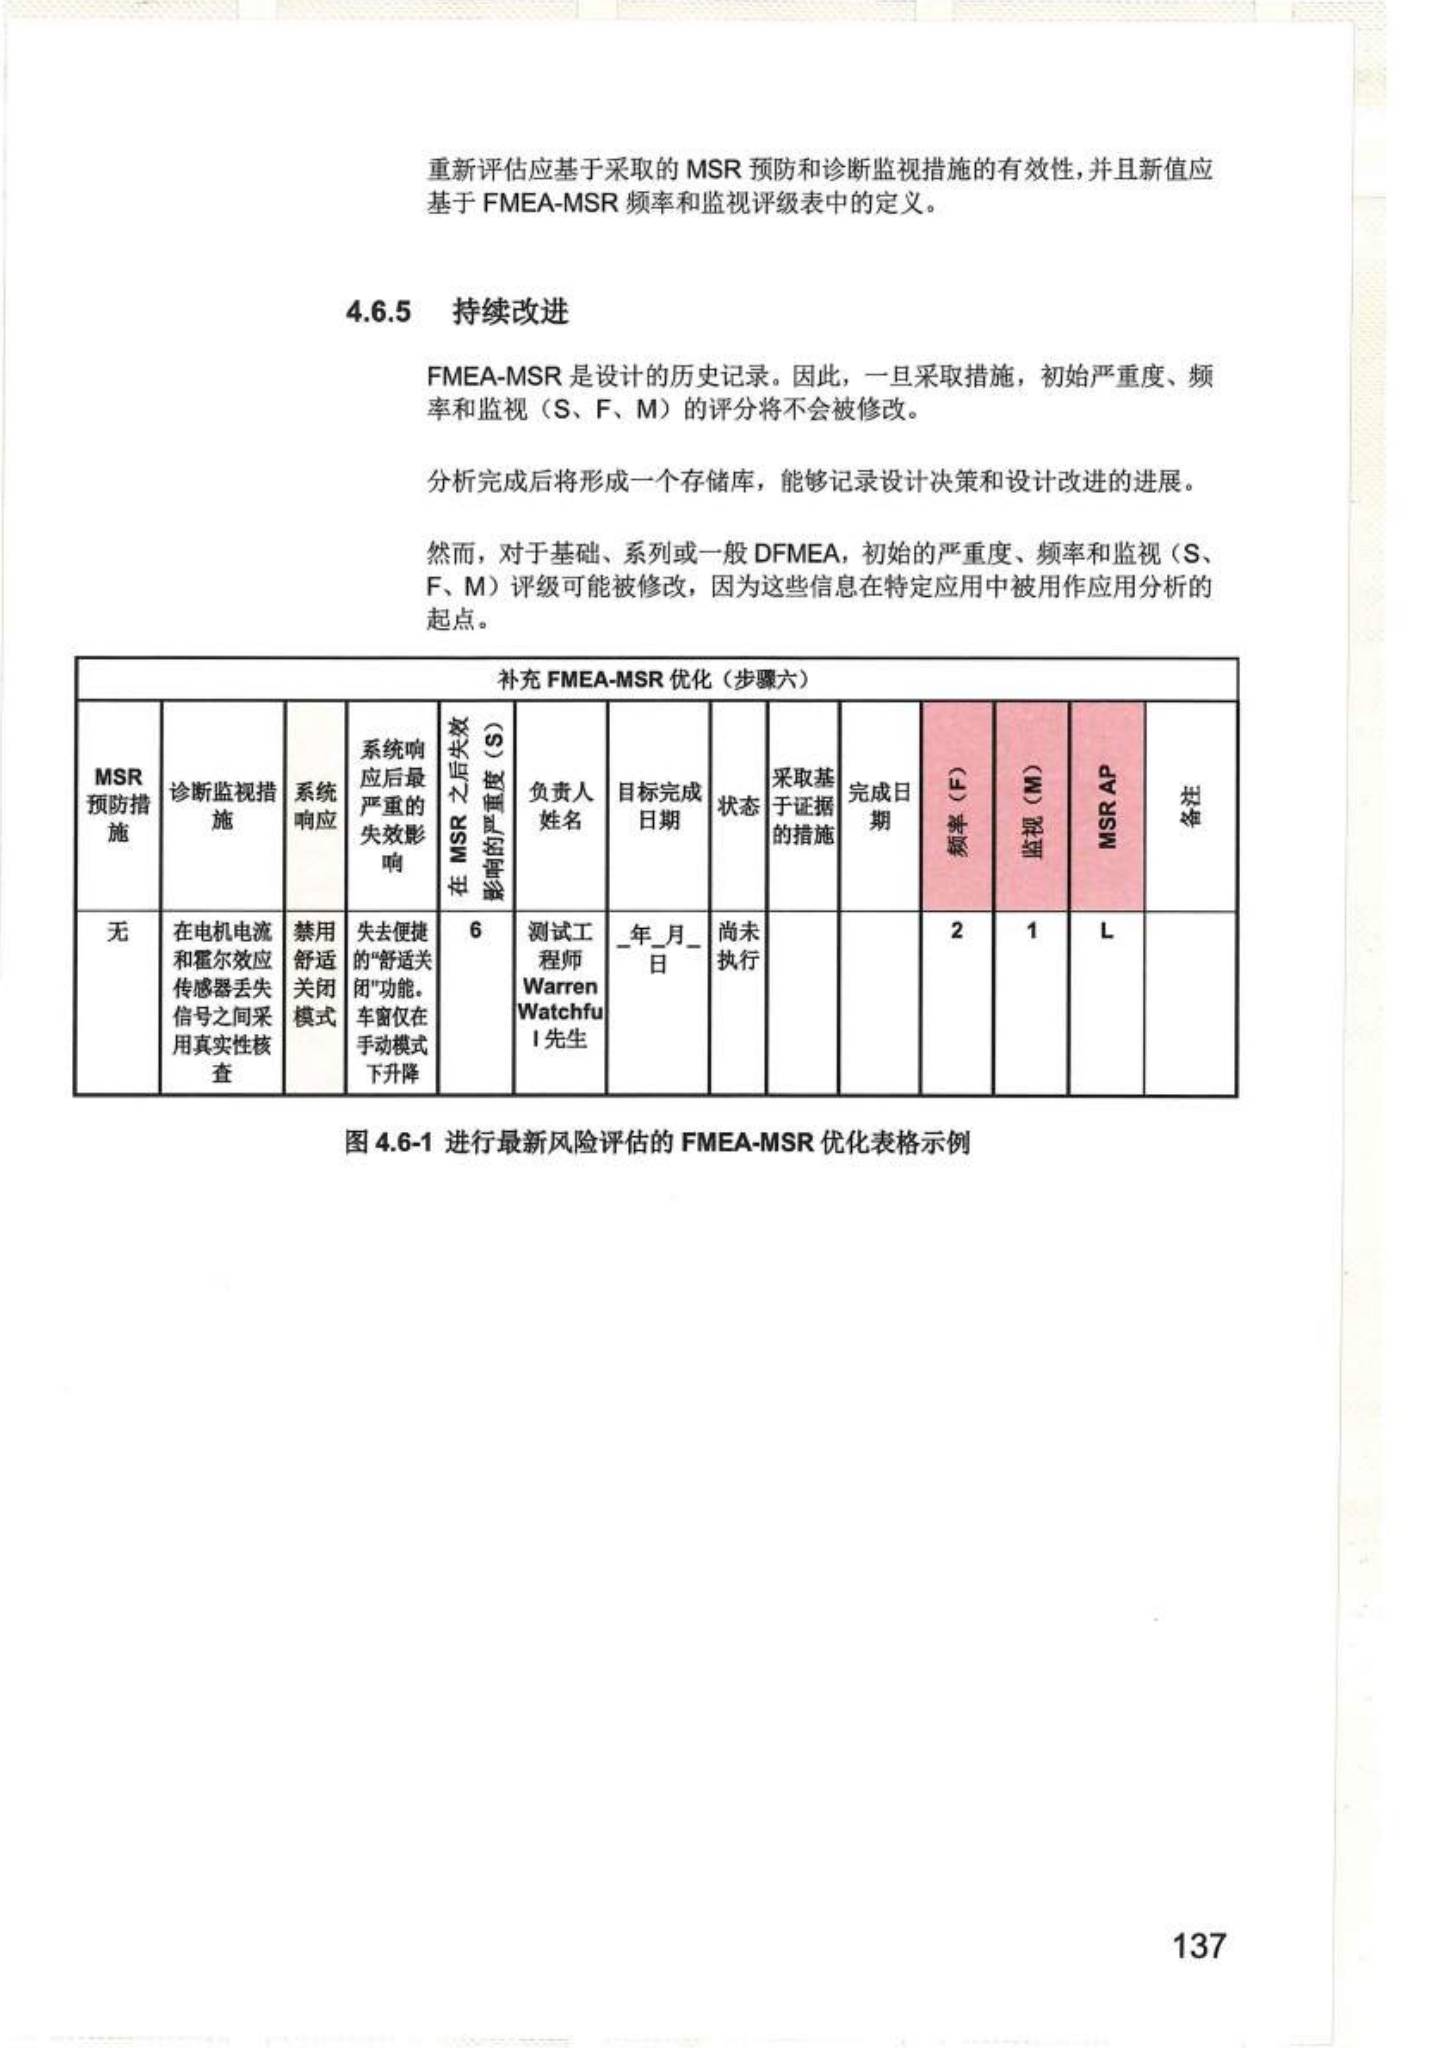 重新评估应基于采取的 MSR 预防和诊断监视措施的有效性，并且新值应
基于 FMEA-MSR 频率和监视评级表中的定义。
4.6.5 持续改进
FMEA-MSR 是设计的历史记录。因此，一旦采取措施，初始严重度、频
率和监视（S、F、M）的评分将不会被修改。
分析完成后将形成一个存储库，能够记录设计决策和设计改进的进展。
然而，对于基础、系列或一般 DFMEA，初始的严重度、频率和监视（S、
F、M）评级可能被修改，因为这些信息在特定应用中被用作应用分析的
起点。
补充 FMEA-MSR 优化（步骤六）
MSR
预防措
施
诊断监视措
施
系统
响应
系统响
应后最
严重的
失效影
响
在 MSR 之后失效
影响的严重度（S）
负责人
姓名
目标完成
日期
状态
采取基
于证据
的措施
完成日
期
频率（F）
监视（M）
MSR AP
备注
无
在电机电流
和霍尔效应
传感器丢失
信号之间采
用真实性核
查
禁用
舒适
关闭
模式
失去便捷
的“舒适关
闭”功能。
车窗仅在
手动模式
下升降
6
测试工
程师
Warren
Watchfu
l 先生
_年_月_
日
尚未
执行
2
1
L
图 4.6-1 进行最新风险评估的 FMEA-MSR 优化表格示例
137